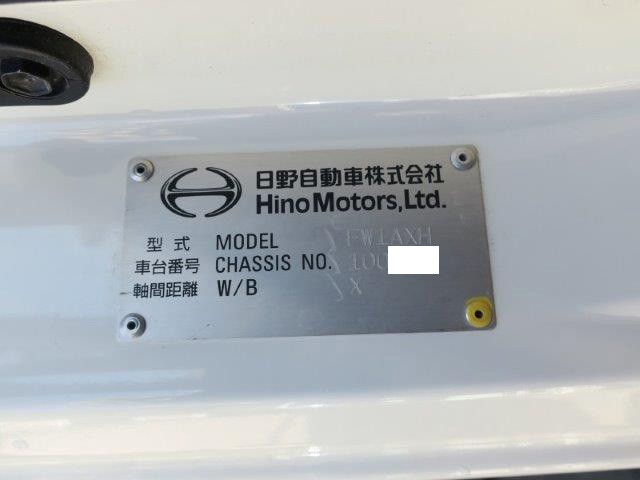 日野自動車株式会社
Hino Motors, Ltd.
型式 MODEL FW1AXH
車台番号 CHASSIS NO. 100
軸間距離 W/B X